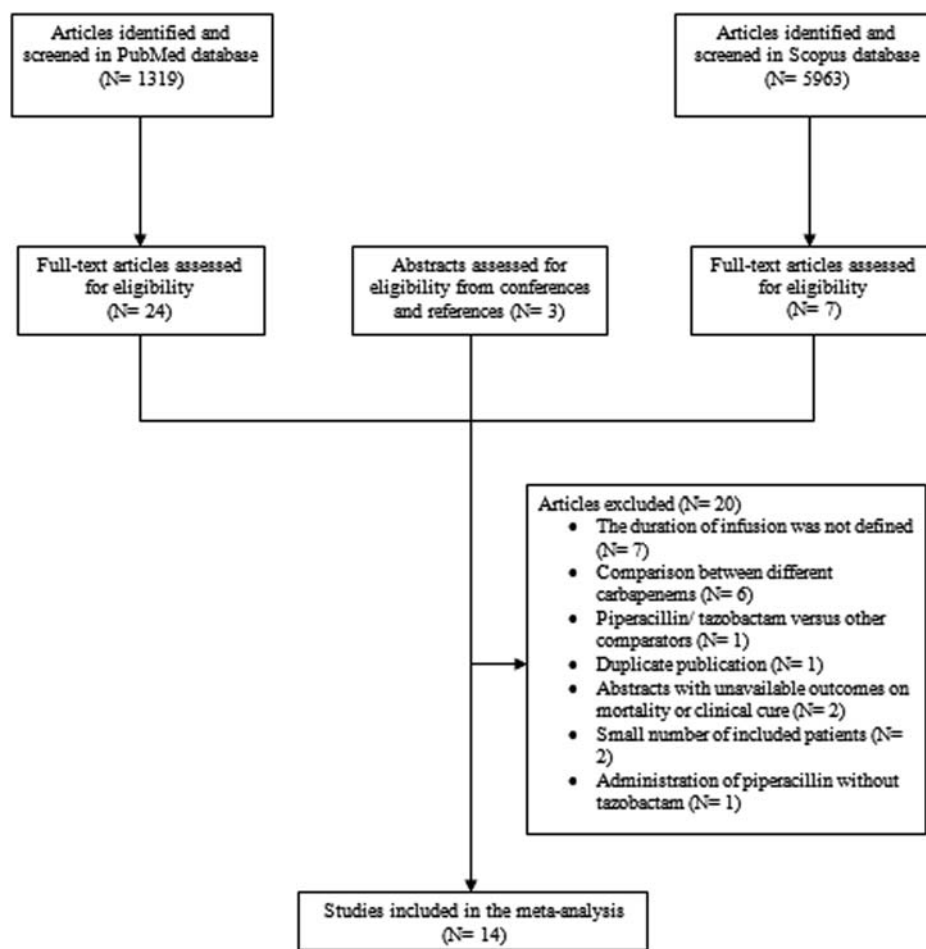 Articles identified and
screened in PubMed database
(N= 1319)
Articles identified and
screened in Scopus database
(N= 5963)
Full-text articles assessed
for eligibility
(N= 24)
Abstracts assessed for
eligibility from conferences
and references (N= 3)
Full-text articles assessed
for eligibility
(N= 7)
Articles excluded (N= 20)
• The duration of infusion was not defined
(N= 7)
• Comparison between different
carbapenems (N= 6)
• Piperacillin/ tazobactam versus other
comparators (N= 1)
• Duplicate publication (N= 1)
• Abstracts with unavailable outcomes on
mortality or clinical cure (N= 2)
• Small number of included patients (N=
2)
• Administration of piperacillin without
tazobactam (N= 1)
Studies included in the meta-analysis
(N= 14)